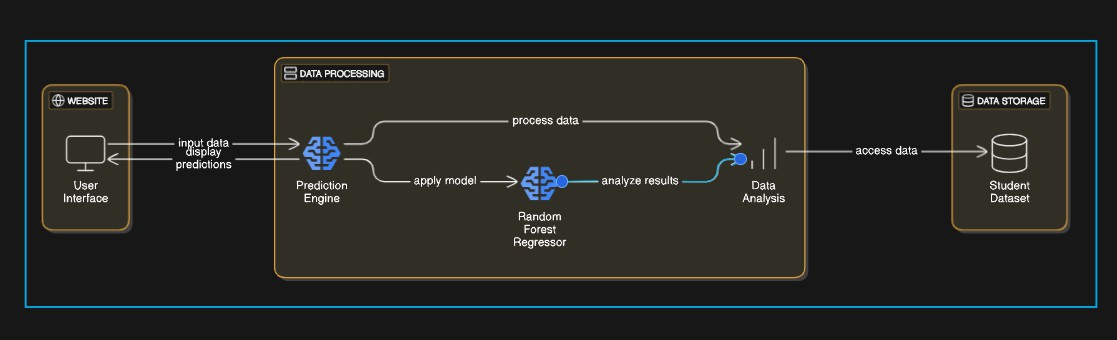 DATA PROCESSING
WEBSITE
DATA STORAGE
process data
input data
display
predictions
access data
apply model
analyze results
User
Interface
Prediction
Engine
Data
Analysis
Student
Dataset
Random
Forest
Regressor